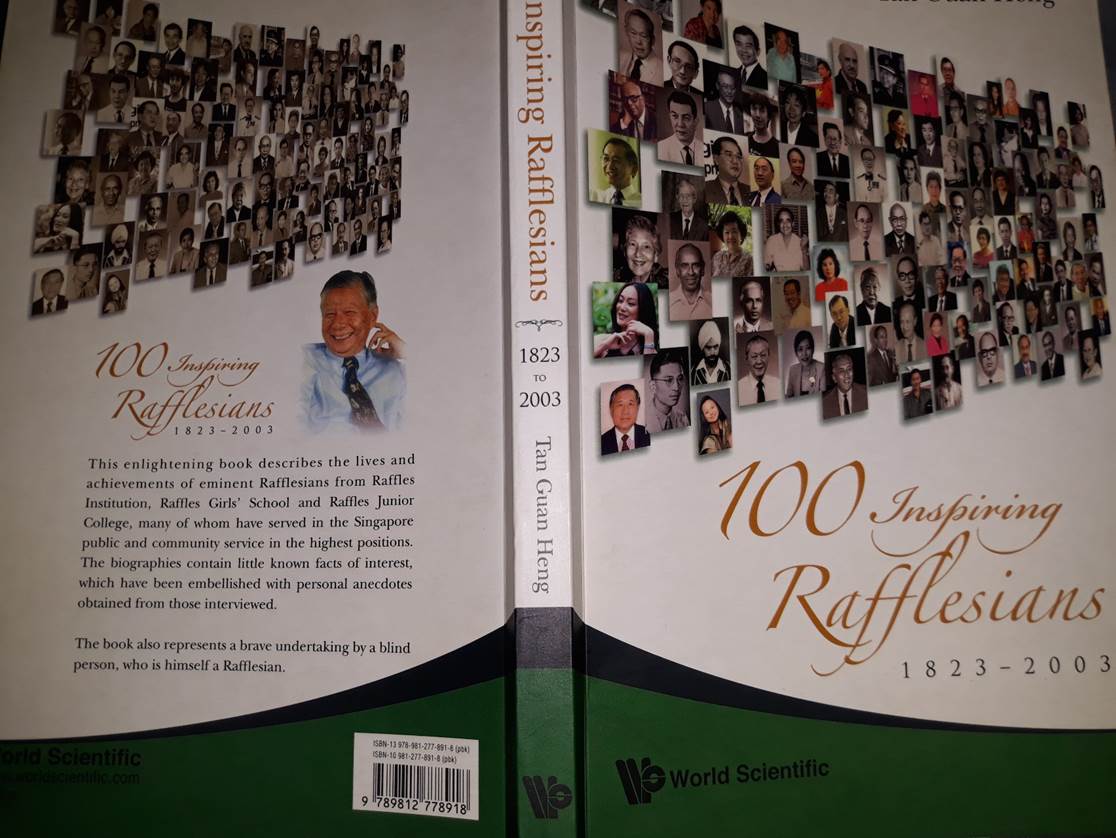 100 Inspiring
Rafflesians
1823-2003
This enlightening book describes the lives and
achievements of eminent Rafflesians from Raffles
Institution, Raffles Girls' School and Raffles Junior
College, many of whom have served in the Singapore
public and community service in the highest positions.
The biographies contain little known facts of interest,
which have been embellished with personal anecdotes
obtained from those interviewed.
The book also represents a brave undertaking by a blind
person, who is himself a Rafflesian.
orld Scientific
worldscientific.com
ISBN-13 978-981-277-891-8 (pbk)
ISBN-10 981-277-891-8 (pbk)
9 789812 778918
nspiring Rafflesians
1823
TO
2003
Tan Guan Heng
Tan Guan Heng
100 Inspiring
Rafflesians
1823-2003
World Scientific